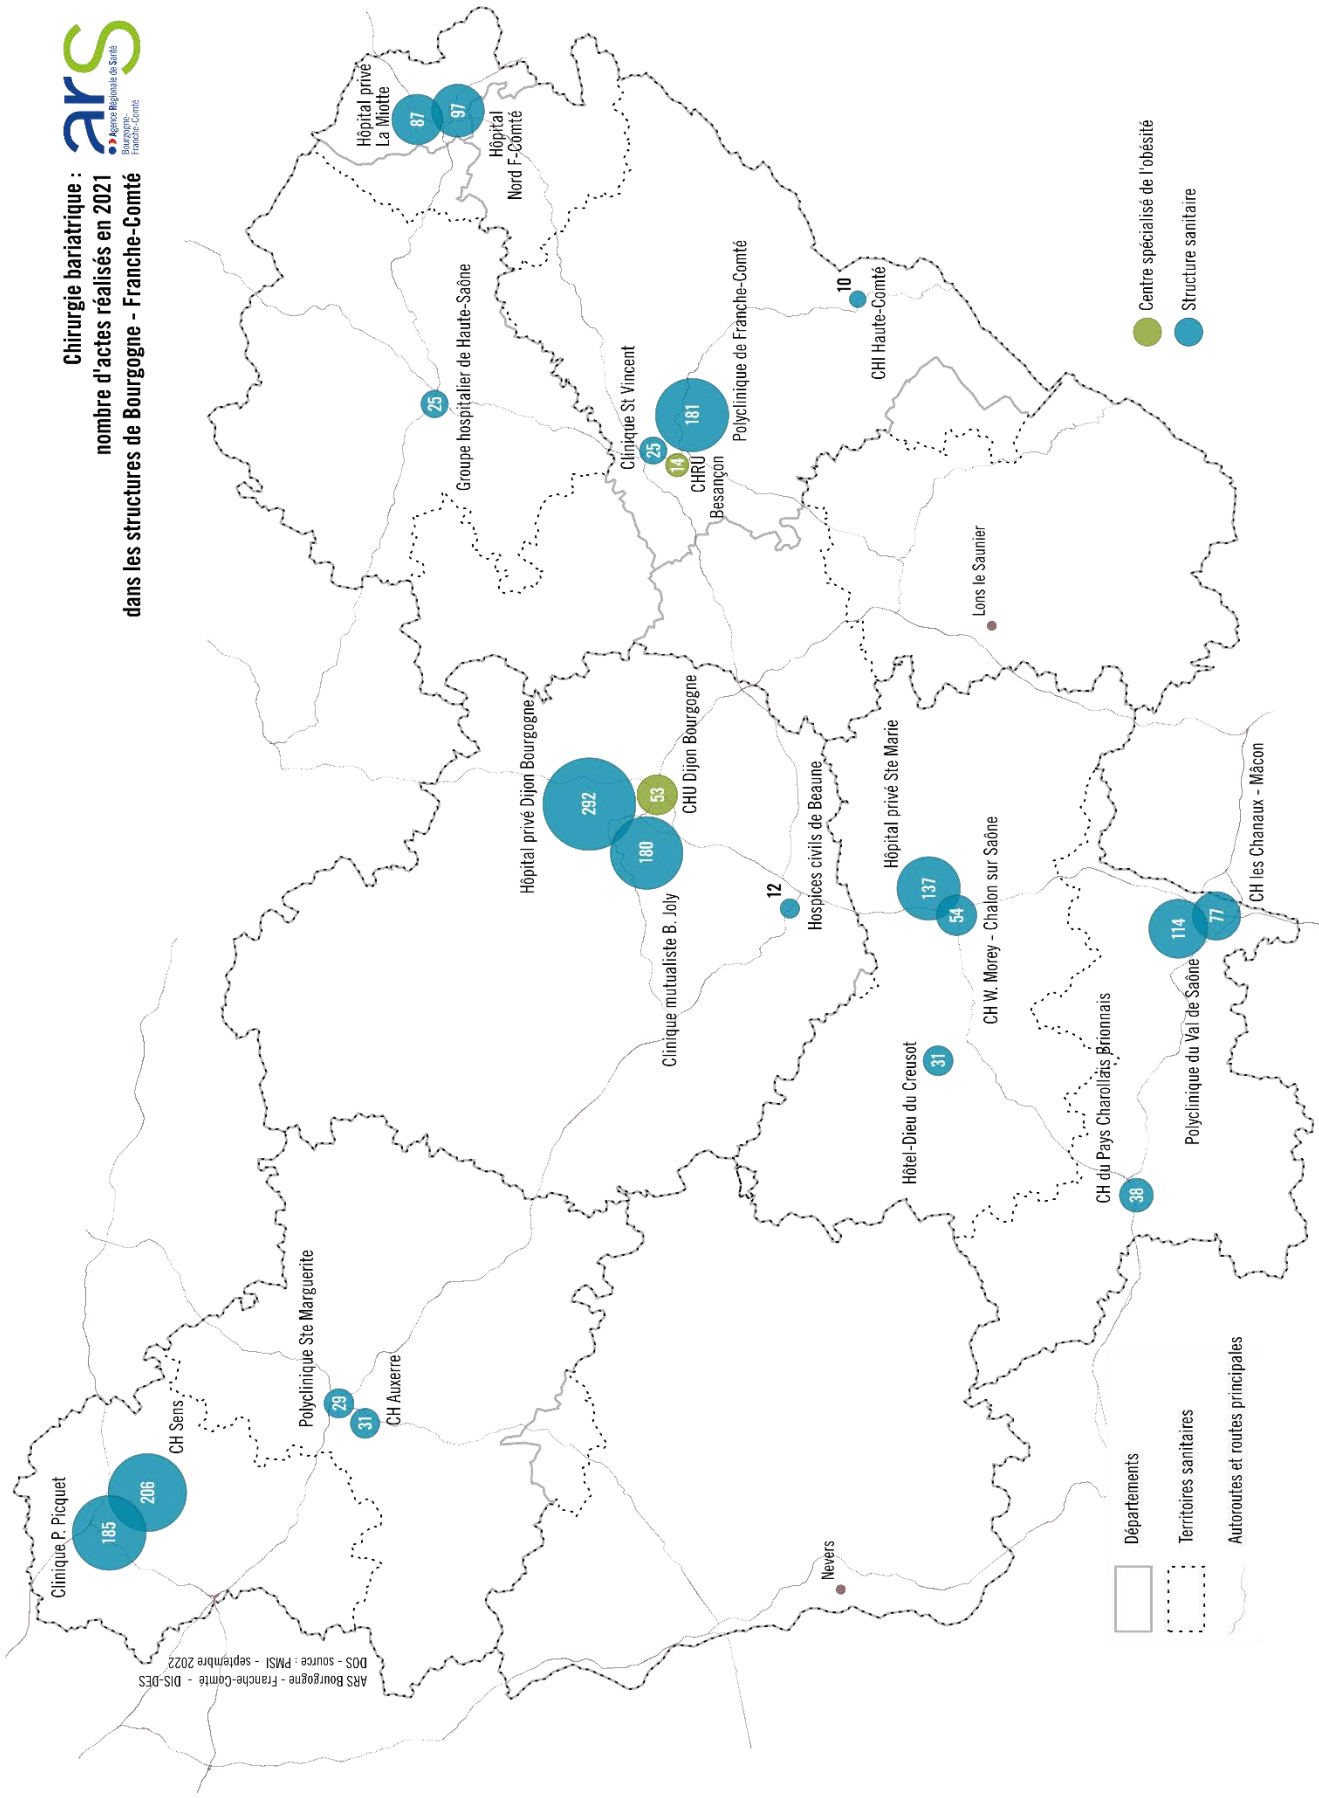 Chirurgie bariatrique :
nombre d'actes réalisés en 2021
dans les structures de Bourgogne - Franche-Comté
ars
Agence Régionale de Santé
Bourgogne-
Franche-Comté
Clinique P. Picquet
185
206
CH Sens
Polyclinique Ste Marguerite
29
31
CH Auxerre
Nevers
Hôpital privé Dijon Bourgogne
292
180
53
CHU Dijon Bourgogne
Clinique mutualiste B. Joly
12
Hospices civils de Beaune
Hôpital privé Ste Marie
137
54
CH W. Morey - Chalon sur Saône
Hôtel-Dieu du Creusot
31
CH du Pays Charollais Brionnais
38
Polyclinique du Val de Saône
114
77
CH les Chanaux - Mâcon
Lons le Saunier
Groupe hospitalier de Haute-Saône
25
Clinique St Vincent
25
14
CHRU
Besançon
181
Polyclinique de Franche-Comté
10
CHI Haute-Comté
Hôpital privé
La Miotte
87
97
Hôpital
Nord F-Comté
Centre spécialisé de l'obésité
Structure sanitaire
Départements
Territoires sanitaires
Autoroutes et routes principales
ARS Bourgogne - Franche-Comté - DIS-DES
DOS - source : PMSI - septembre 2022